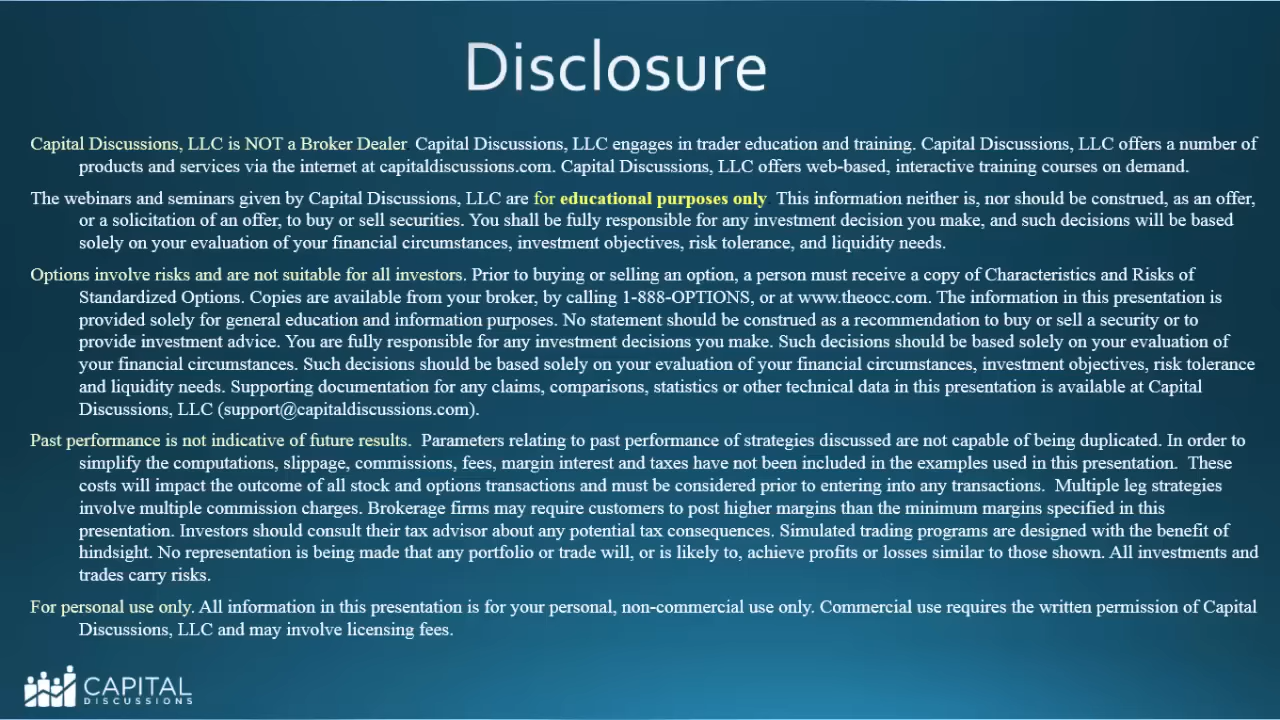 Disclosure
Capital Discussions, LLC is NOT a Broker Dealer. Capital Discussions, LLC engages in trader education and training. Capital Discussions, LLC offers a number of
products and services via the internet at capitaldiscussions.com. Capital Discussions, LLC offers web-based, interactive training courses on demand.
The webinars and seminars given by Capital Discussions, LLC are for educational purposes only. This information neither is, nor should be construed, as an offer,
or a solicitation of an offer, to buy or sell securities. You shall be fully responsible for any investment decision you make, and such decisions will be based
solely on your evaluation of your financial circumstances, investment objectives, risk tolerance, and liquidity needs.
Options involve risks and are not suitable for all investors. Prior to buying or selling an option, a person must receive a copy of Characteristics and Risks of
Standardized Options. Copies are available from your broker, by calling 1-888-OPTIONS, or at www.theocc.com. The information in this presentation is
provided solely for general education and information purposes. No statement should be construed as a recommendation to buy or sell a security or to
provide investment advice. You are fully responsible for any investment decisions you make. Such decisions should be based solely on your evaluation of
your financial circumstances. Such decisions should be based solely on your evaluation of your financial circumstances, investment objectives, risk tolerance
and liquidity needs. Supporting documentation for any claims, comparisons, statistics or other technical data in this presentation is available at Capital
Discussions, LLC (support@capitaldiscussions.com).
Past performance is not indicative of future results. Parameters relating to past performance of strategies discussed are not capable of being duplicated. In order to
simplify the computations, slippage, commissions, fees, margin interest and taxes have not been included in the examples used in this presentation. These
costs will impact the outcome of all stock and options transactions and must be considered prior to entering into any transactions. Multiple leg strategies
involve multiple commission charges. Brokerage firms may require customers to post higher margins than the minimum margins specified in this
presentation. Investors should consult their tax advisor about any potential tax consequences. Simulated trading programs are designed with the benefit of
hindsight. No representation is being made that any portfolio or trade will, or is likely to, achieve profits or losses similar to those shown. All investments and
trades carry risks.
For personal use only. All information in this presentation is for your personal, non-commercial use only. Commercial use requires the written permission of Capital
Discussions, LLC and may involve licensing fees.
CAPITAL
DISCUSSIONS